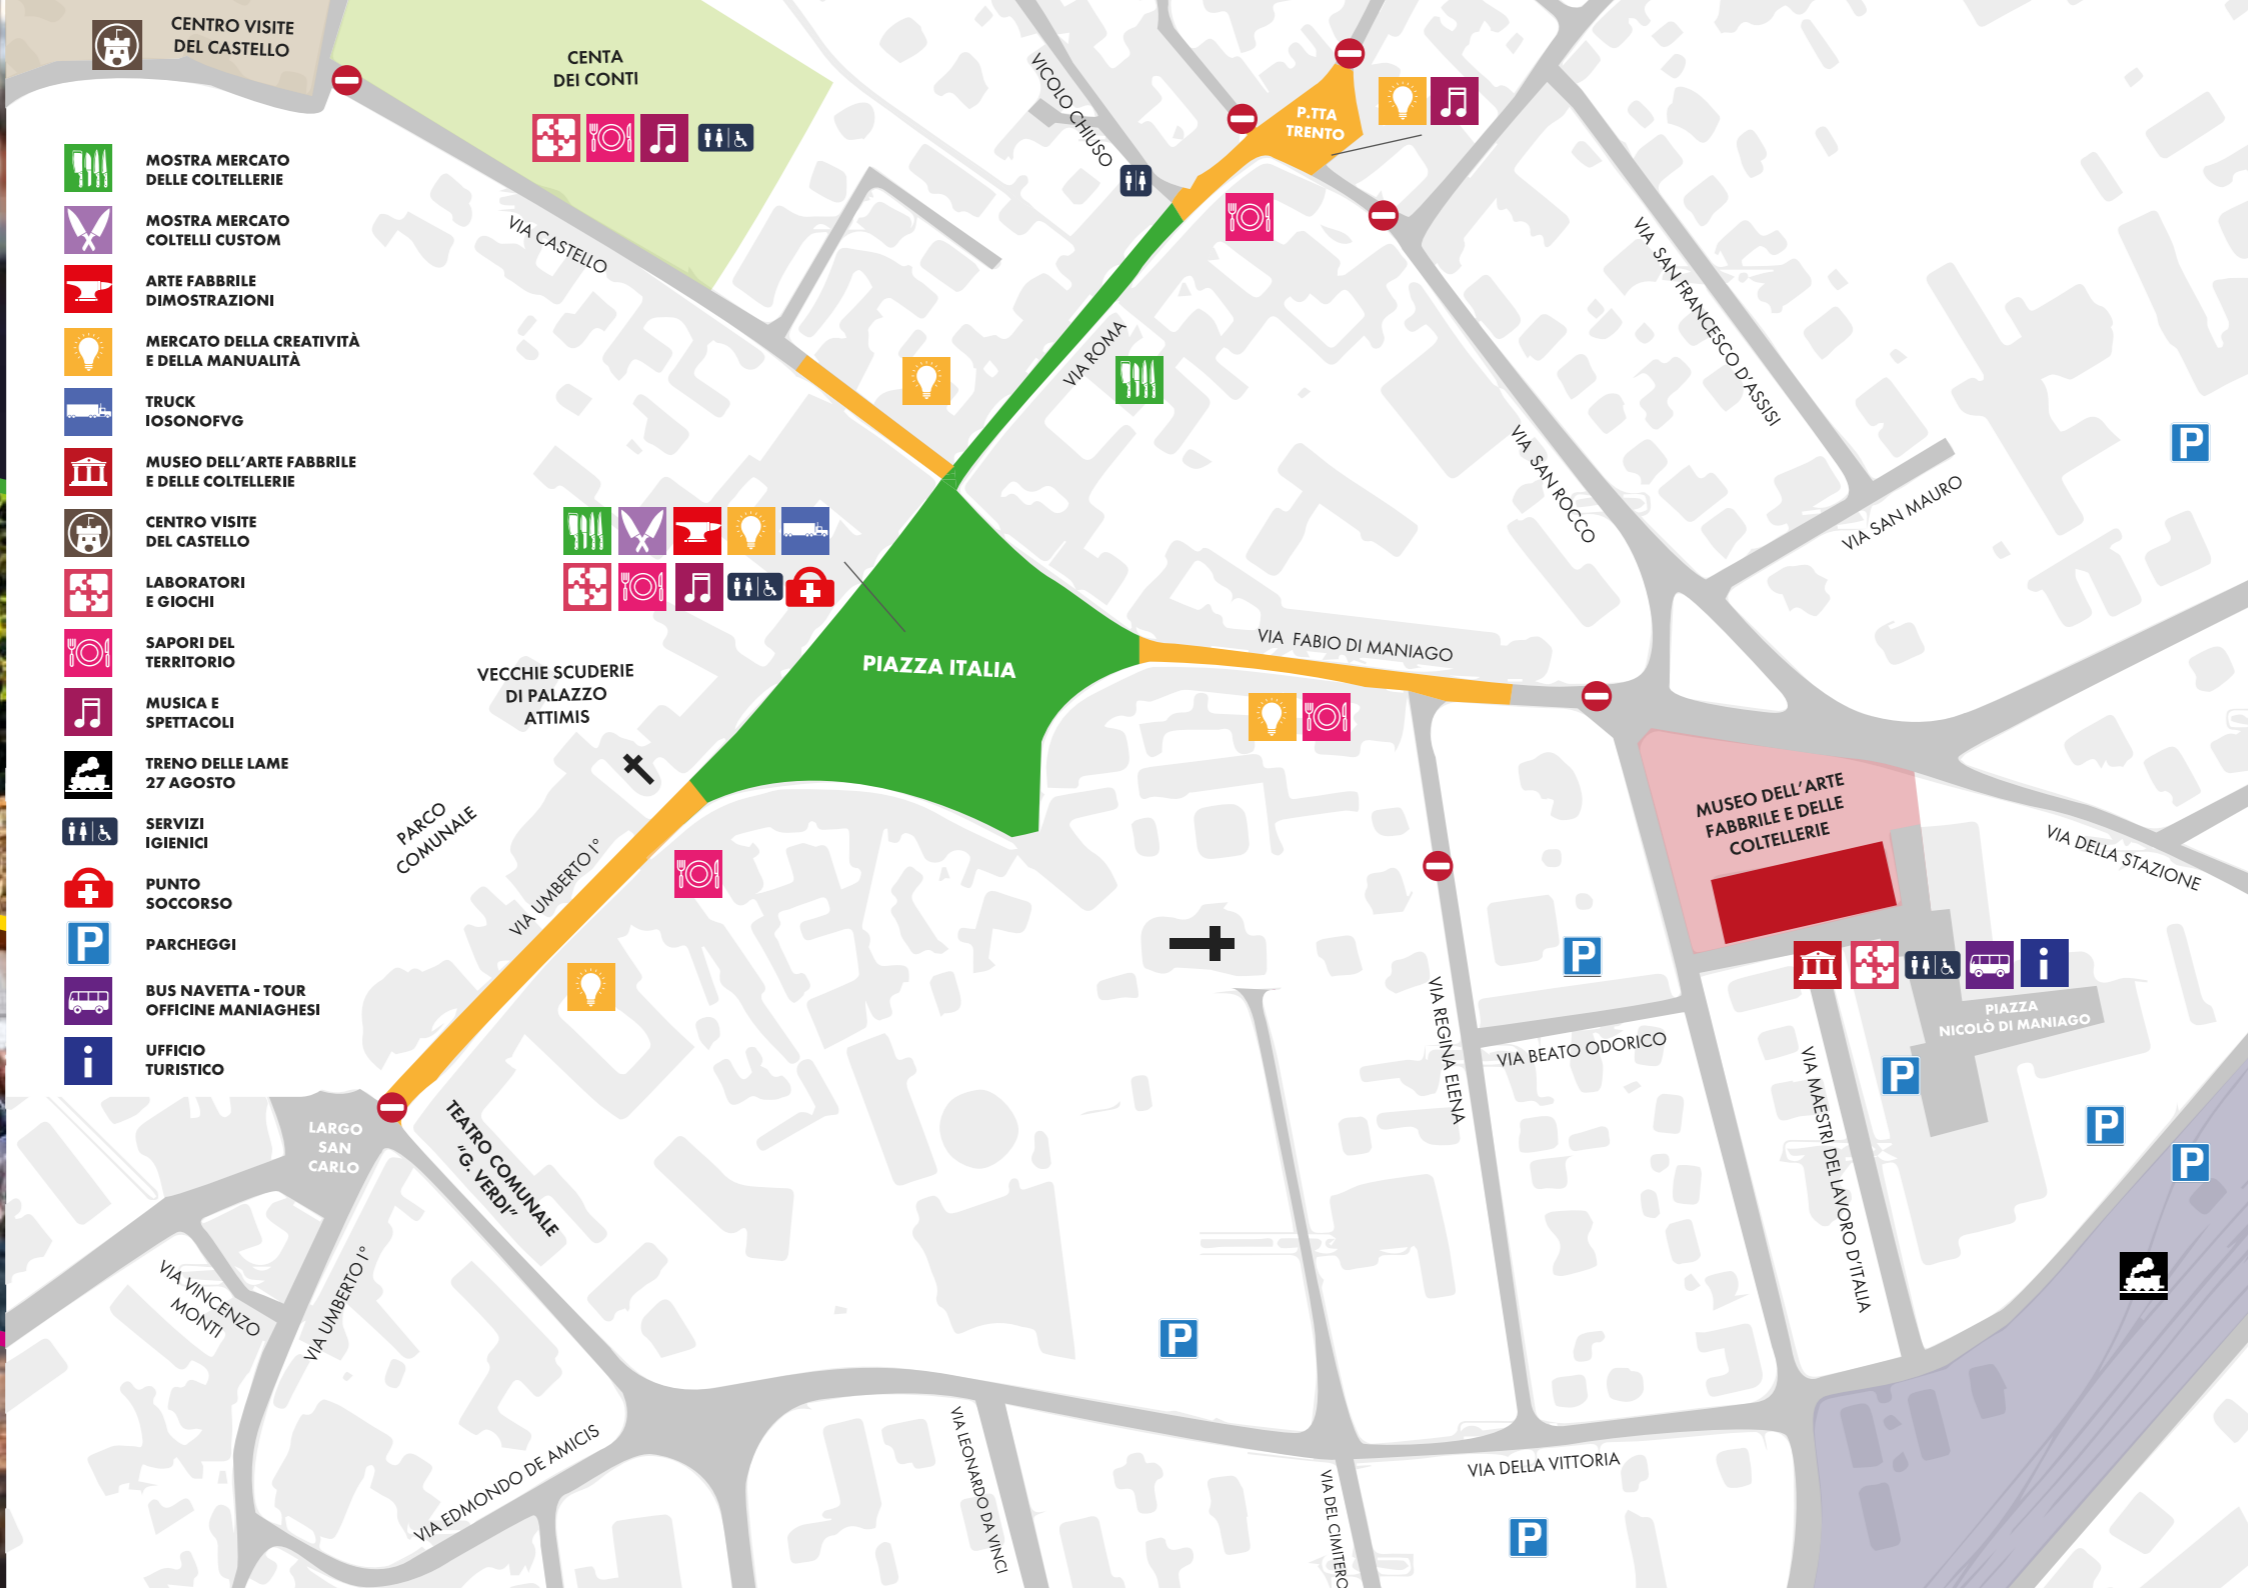 CENTRO VISITE
DEL CASTELLO
CENTA
DEI CONTI
VICOLO CHIUSO
P.TTA
TRENTO
MOSTRA MERCATO
DELLE COLTELLERIE
MOSTRA MERCATO
COLTELLI CUSTOM
ARTE FABBRILE
DIMOSTRAZIONI
MERCATO DELLA CREATIVITÀ
E DELLA MANUALITÀ
TRUCK
IOSONOFVG
MUSEO DELL'ARTE FABBRILE
E DELLE COLTELLERIE
CENTRO VISITE
DEL CASTELLO
LABORATORI
E GIOCHI
SAPORI DEL
TERRITORIO
MUSICA E
SPETTACOLI
TRENO DELLE LAME
27 AGOSTO
SERVIZI
IGIENICI
PUNTO
SOCCORSO
P
PARCHEGGI
BUS NAVETTA - TOUR
OFFICINE MANIAGHESI
i
UFFICIO
TURISTICO
VIA CASTELLO
VIA ROMA
VIA SAN FRANCESCO D'ASSISI
VIA SAN ROCCO
VIA SAN MAURO
P
PIAZZA ITALIA
VIA FABIO DI MANIAGO
VECCHIE SCUDERIE
DI PALAZZO
ATTIMIS
PARCO
COMUNALE
VIA UMBERTO I°
MUSEO DELL'ARTE
FABBRILE E DELLE
COLTELLERIE
VIA DELLA STAZIONE
P
i
PIAZZA
NICOLÒ DI MANIAGO
VIA REGINA ELENA
VIA BEATO ODORICO
VIA MAESTRI DEL LAVORO D'ITALIA
P
P
P
LARGO
SAN
CARLO
TEATRO COMUNALE
"G. VERDI"
VIA VINCENZO
MONTI
VIA UMBERTO I°
P
VIA EDMONDO DE AMICIS
VIA LEONARDO DA VINCI
VIA DEL CIMITERO
VIA DELLA VITTORIA
P